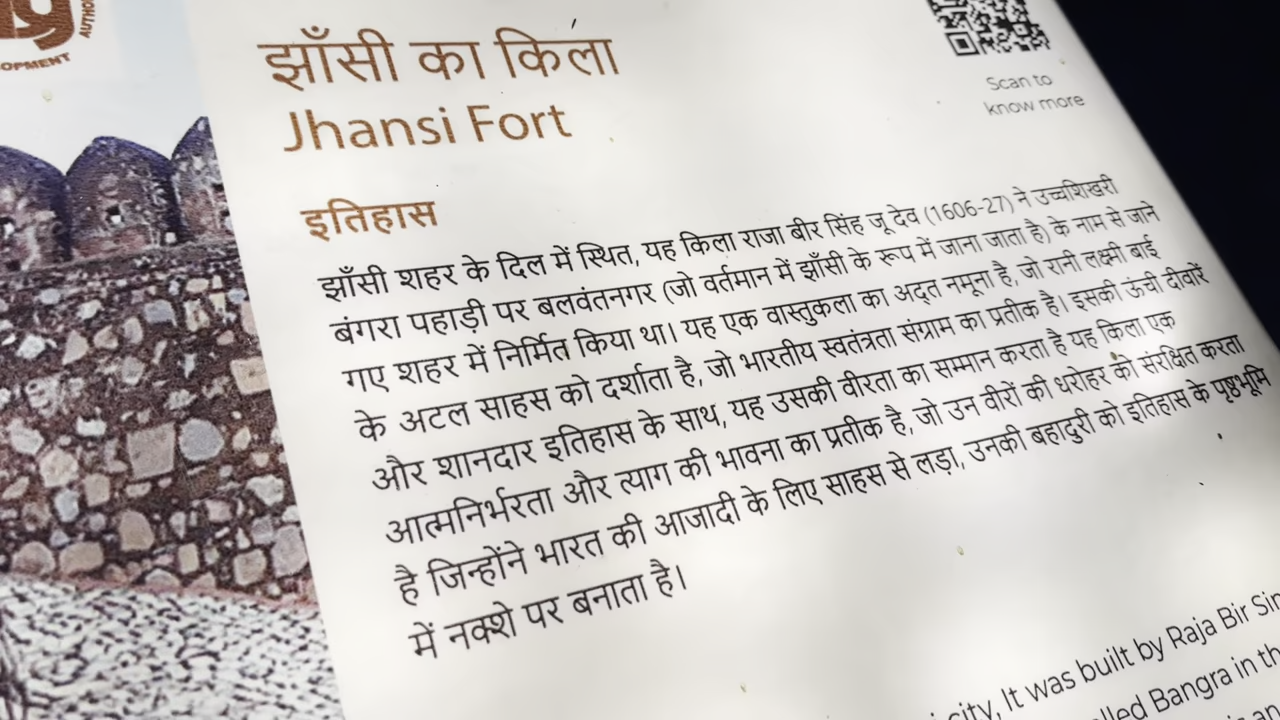 OPMENT
AUTHO
झाँसी का किला
Jhansi Fort
Scan to
know more
इतिहास
झाँसी शहर के दिल में स्थित, यह किला राजा बीर सिंह जू देव (1606-27) ने उच्चशिखरी
बंगरा पहाड़ी पर बलवंतनगर (जो वर्तमान में झाँसी के रूप में जाना जाता है) के नाम से जाने
गए शहर में निर्मित किया था। यह एक वास्तुकला का अद्त नमूना है, जो रानी लक्ष्मी बाई
के अटल साहस को दर्शाता है, जो भारतीय स्वतंत्रता संग्राम का प्रतीक है। इसकी ऊंची दीवारें
और शानदार इतिहास के साथ, यह उसकी वीरता का सम्मान करता है यह किला एक
आत्मनिर्भरता और त्याग की भावना का प्रतीक है, जो उन वीरों की धरोहर को संरक्षित करता
है जिन्होंने भारत की आजादी के लिए साहस से लड़ा, उनकी बहादुरी को इतिहास के पृष्ठभूमि
में नक्शे पर बनाता है।
city, It was built by Raja Bir Sin
lled Bangra in th